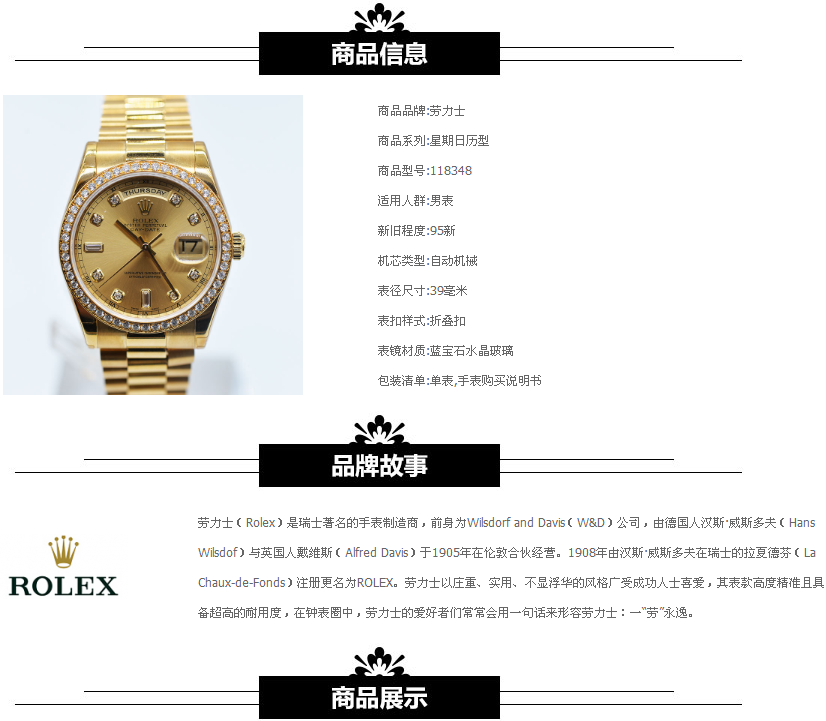 商品信息
THURSDAY
ROLEX
OYSTER PERPETUAL
DAY-DATE
17
商品品牌:劳力士
商品系列:星期日历型
商品型号:118348
适用人群:男表
新旧程度:95新
机芯类型:自动机械
表径尺寸:39毫米
表扣样式:折叠扣
表镜材质:蓝宝石水晶玻璃
包装清单:单表,手表购买说明书
品牌故事
ROLEX
劳力士（Rolex）是瑞士著名的手表制造商，前身为Wilsdorf and Davis（W&D）公司，由德国人汉斯·威斯多夫（Hans
Wilsdof）与英国人戴维斯（Alfred Davis）于1905年在伦敦合伙经营。1908年由汉斯·威斯多夫在瑞士的拉夏德芬（La
Chaux-de-Fonds）注册更名为ROLEX。劳力士以庄重、实用、不显浮华的风格广受成功人士喜爱，其表款高度精准且具
备超高的耐用度，在钟表圈中，劳力士的爱好者们常常会用一句话来形容劳力士：一“劳”永逸。
商品展示